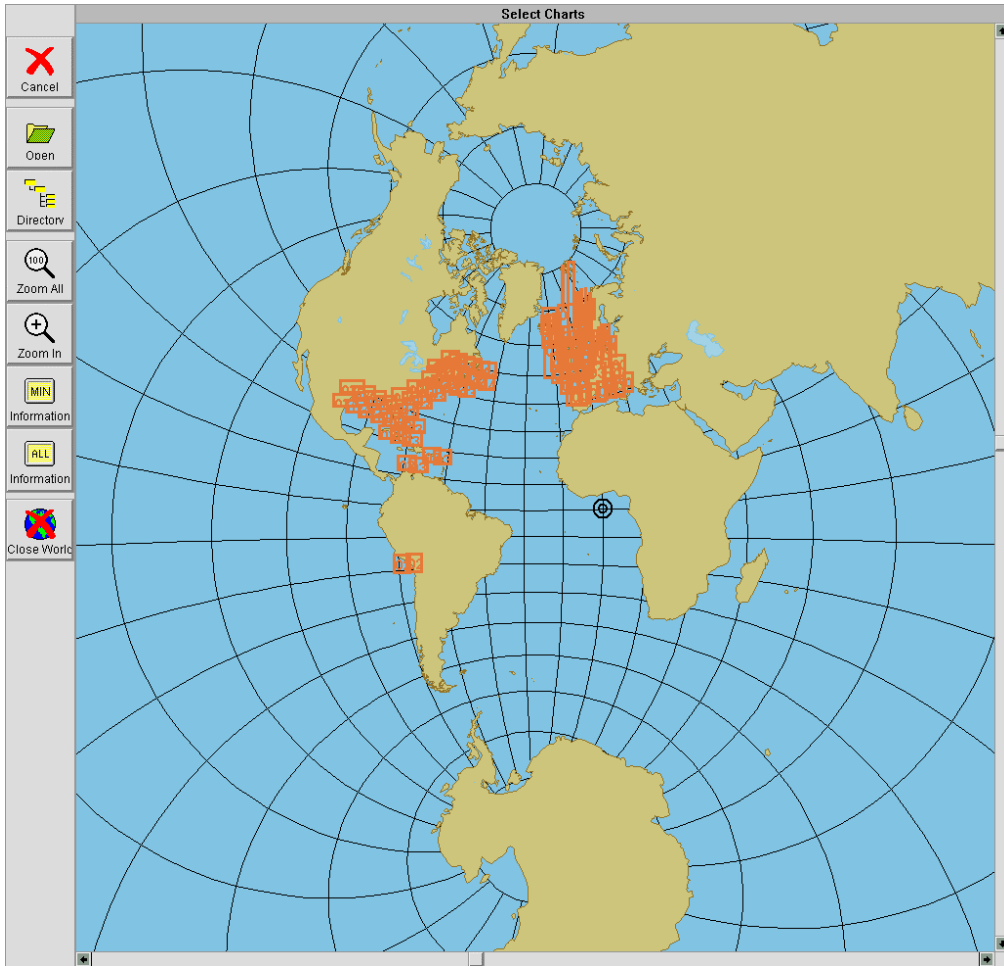 Select Charts
Cancel
Open
Directory
100
Zoom All
Zoom In
MIN
Information
ALL
Information
Close World